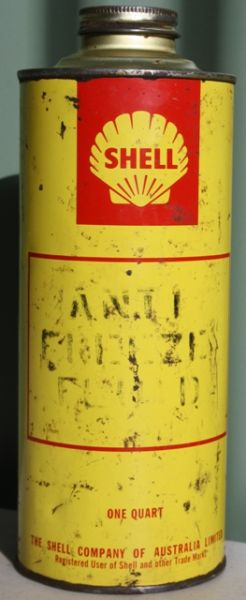 SHELL
ANTI
FREEZE
FLUID
ONE QUART
THE SHELL COMPANY OF AUSTRALIA LIMITED
Registered User of Shell and other Trade Marks